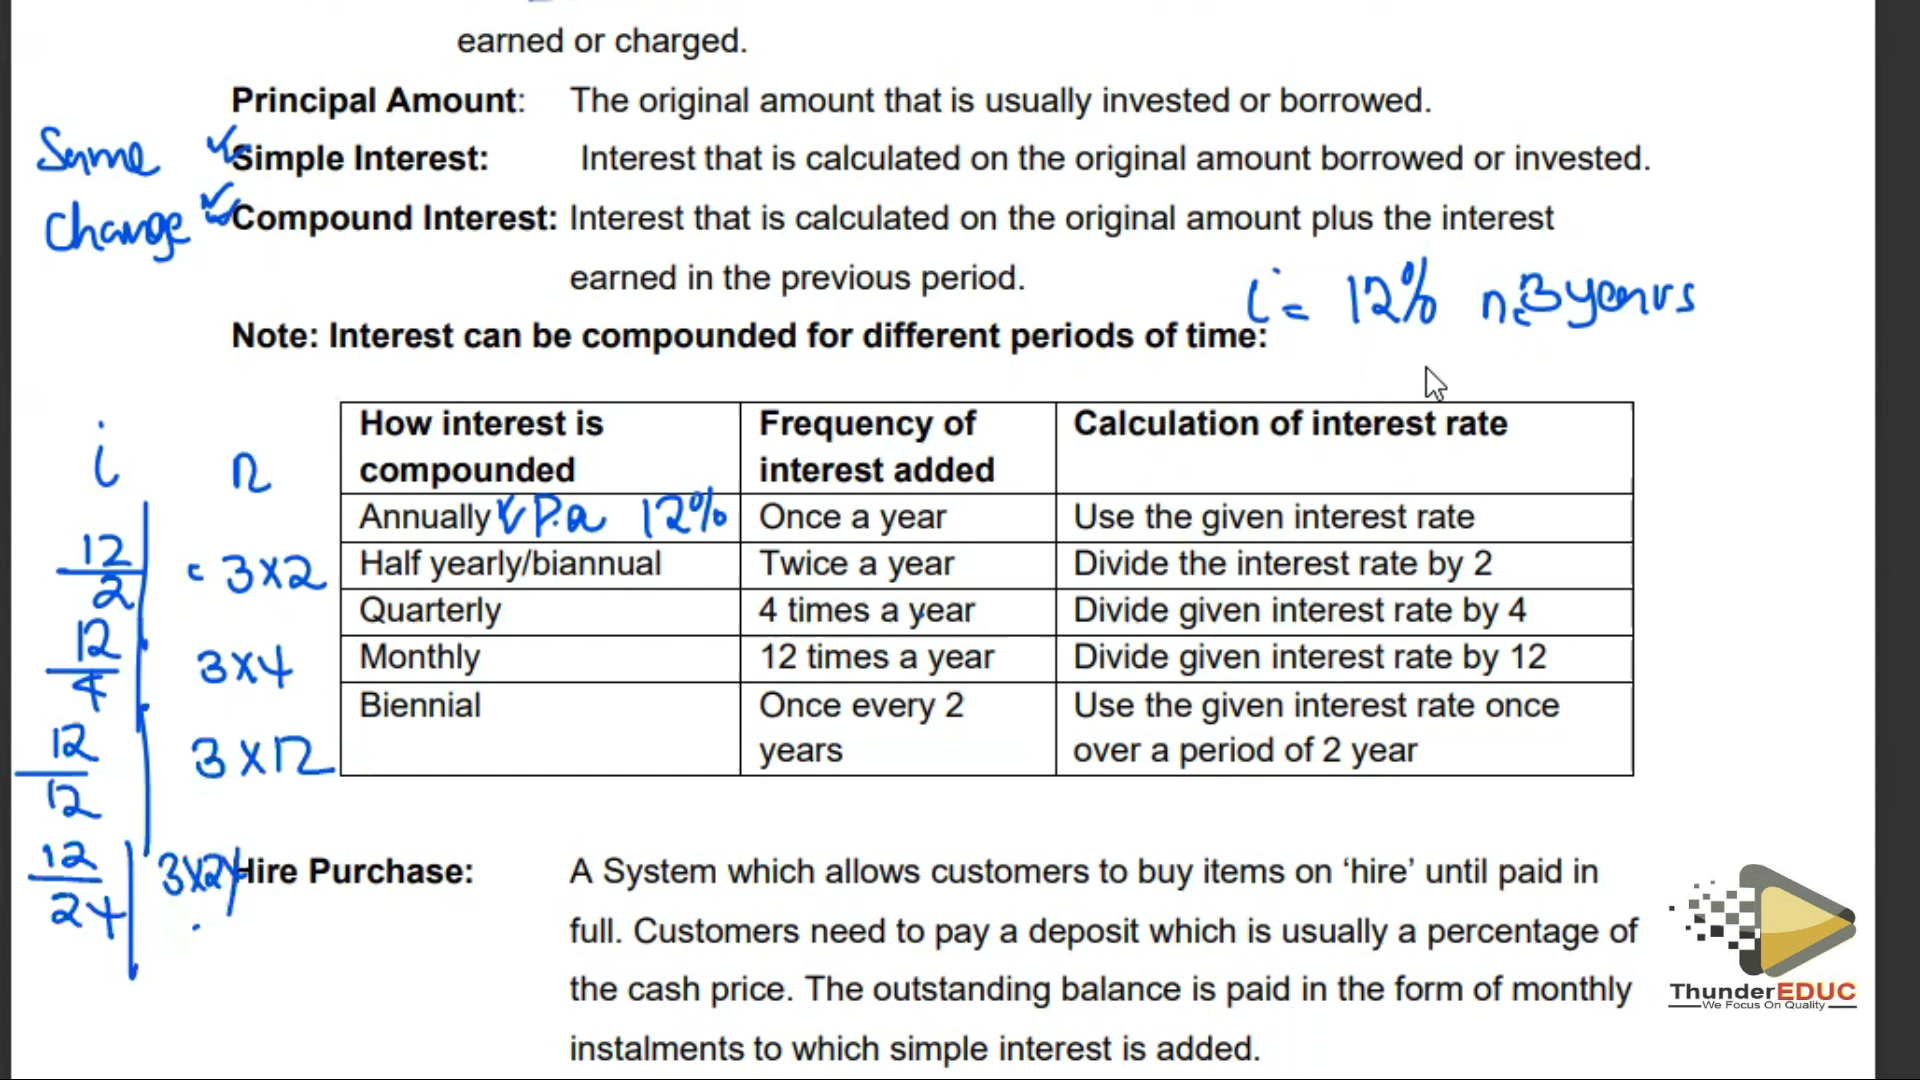 earned or charged.
Principal Amount: The original amount that is usually invested or borrowed.
Same Simple Interest: Interest that is calculated on the original amount borrowed or invested.
Change Compound Interest: Interest that is calculated on the original amount plus the interest
earned in the previous period.
i = 12% n=3years
Note: Interest can be compounded for different periods of time:
i n
How interest is compounded Frequency of interest added Calculation of interest rate
Annually P.a 12% Once a year Use the given interest rate
12/2 = 3x2 Half yearly/biannual Twice a year Divide the interest rate by 2
12/4 3x4 Quarterly 4 times a year Divide given interest rate by 4
12/12 3x12 Monthly 12 times a year Divide given interest rate by 12
Biennial Once every 2 years Use the given interest rate once over a period of 2 year
12/24 3x24
Hire Purchase: A System which allows customers to buy items on ‘hire’ until paid in
full. Customers need to pay a deposit which is usually a percentage of
the cash price. The outstanding balance is paid in the form of monthly
instalments to which simple interest is added.
ThunderEDUC
We Focus On Quality